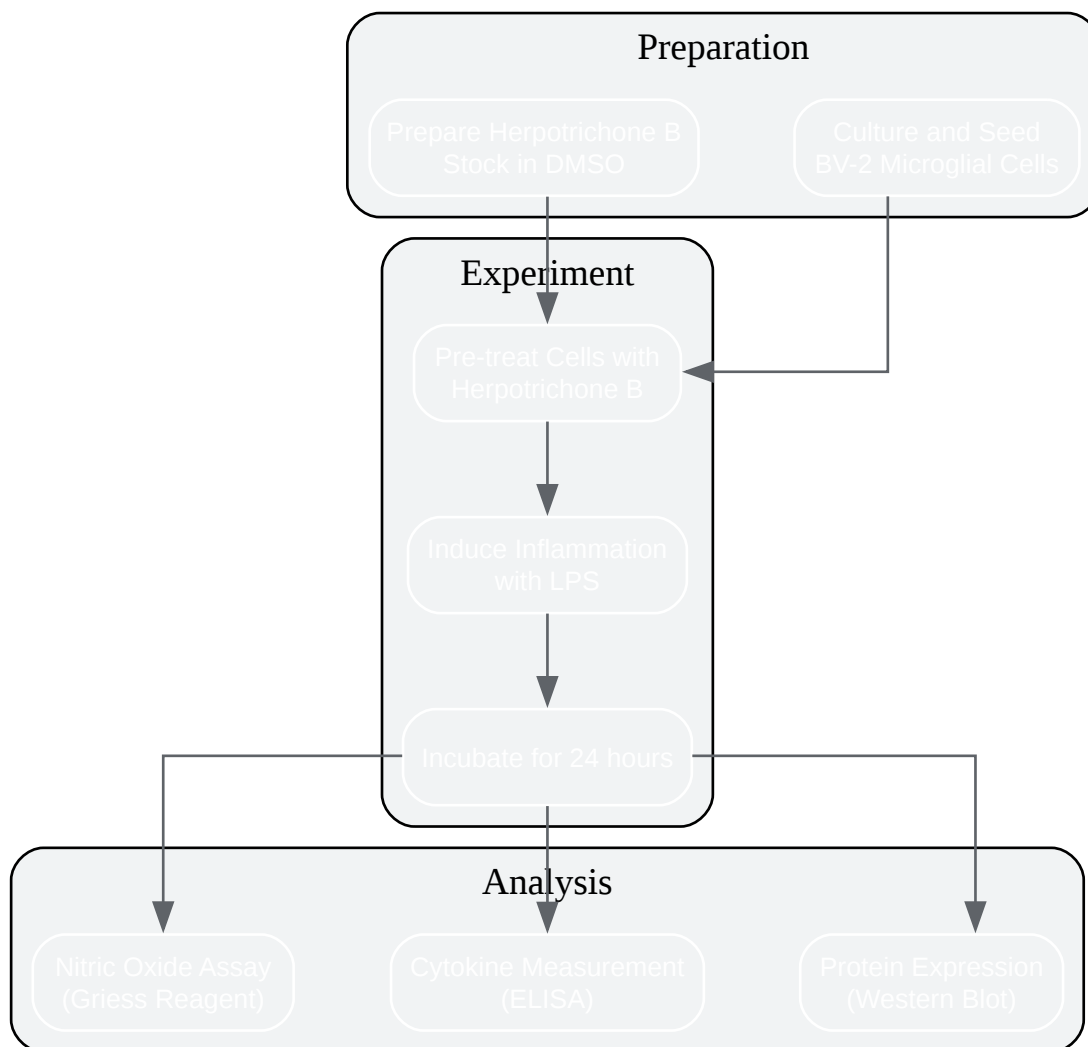 Preparation
Prepare Herpotrichone B
Stock in DMSO
Culture and Seed
BV-2 Microglial Cells
Experiment
Pre-treat Cells with
Herpotrichone B
Induce Inflammation
with LPS
Incubate for 24 hours
Analysis
Nitric Oxide Assay
(Griess Reagent)
Cytokine Measurement
(ELISA)
Protein Expression
(Western Blot)